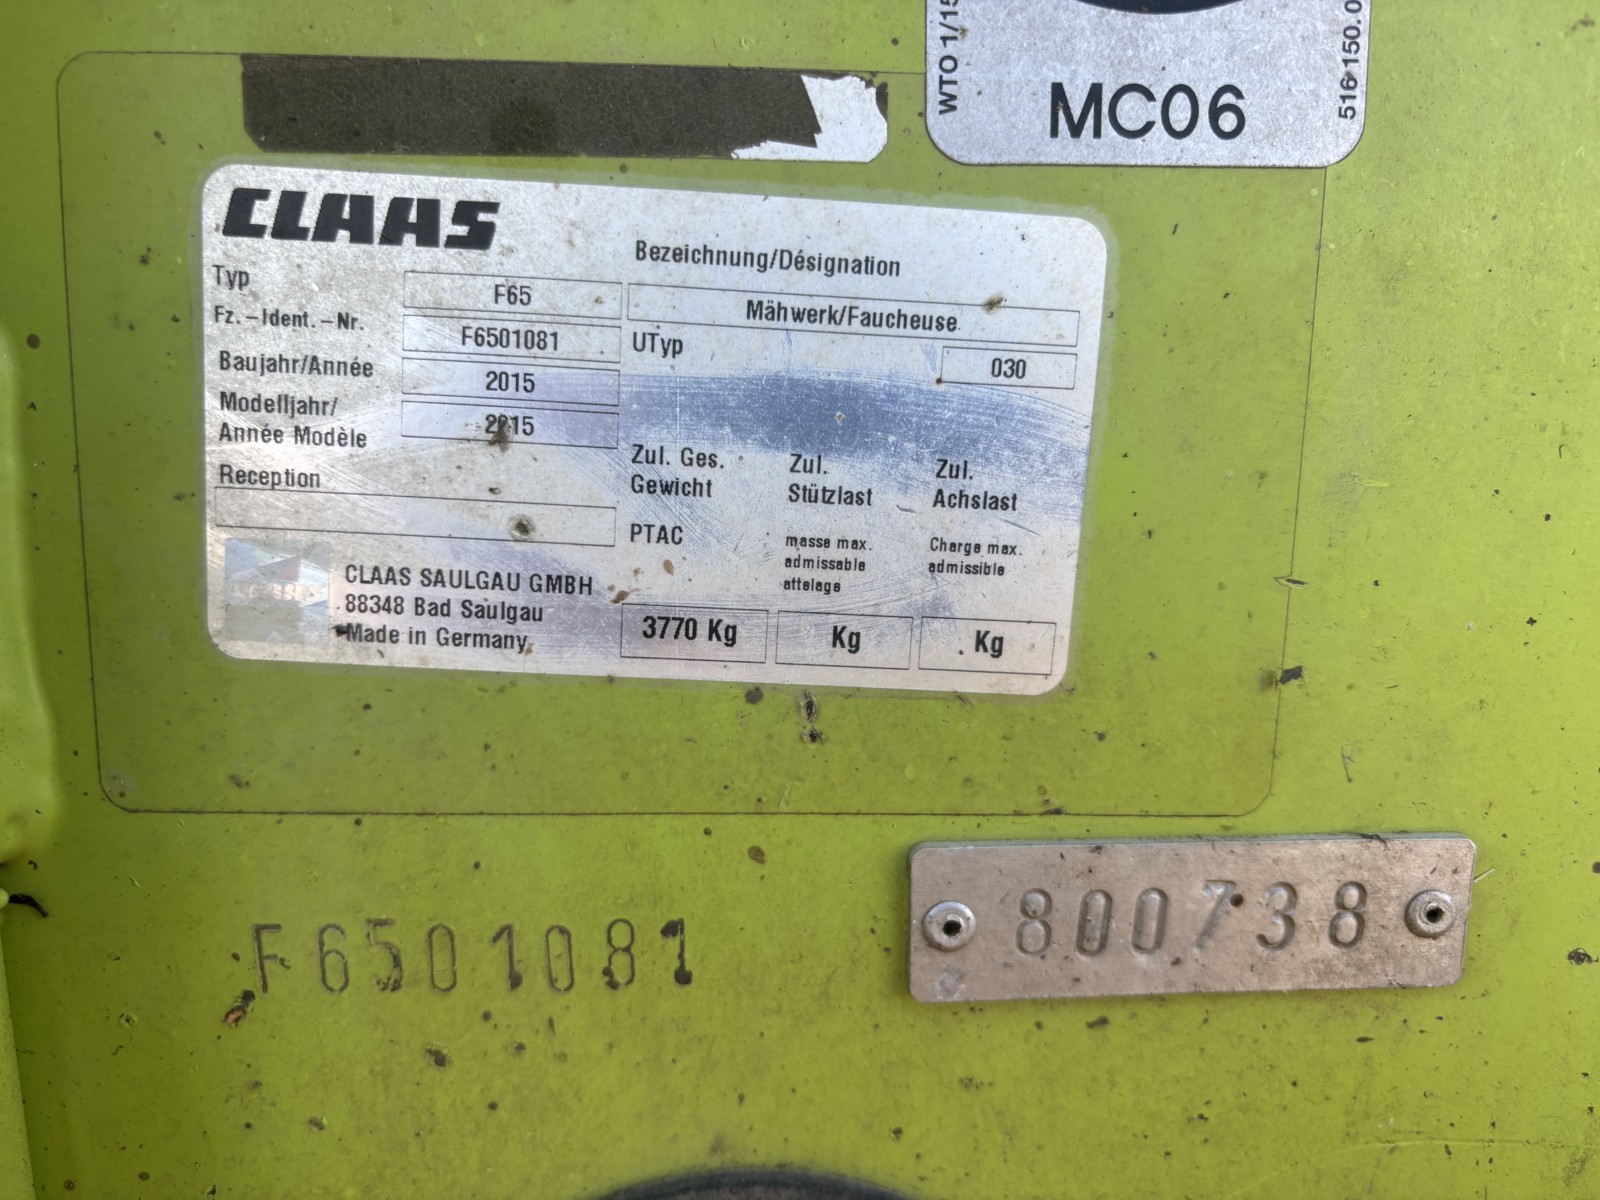 WTO 1/15
MC06
516 150.0
CLAAS
Bezeichnung/Désignation
Typ F65
Mähwerk/Faucheuse
Fz.-Ident.-Nr. F6501081
UTyp 030
Baujahr/Année 2015
Modelljahr/
Année Modèle 2015
Reception
Zul. Ges.
Gewicht
PTAC
3770 Kg
Zul.
Stützlast
masse max.
admissable
attelage
Kg
Zul.
Achslast
Charge max.
admissible
Kg
CLAAS SAULGAU GMBH
88348 Bad Saulgau
Made in Germany
F6501081
800738